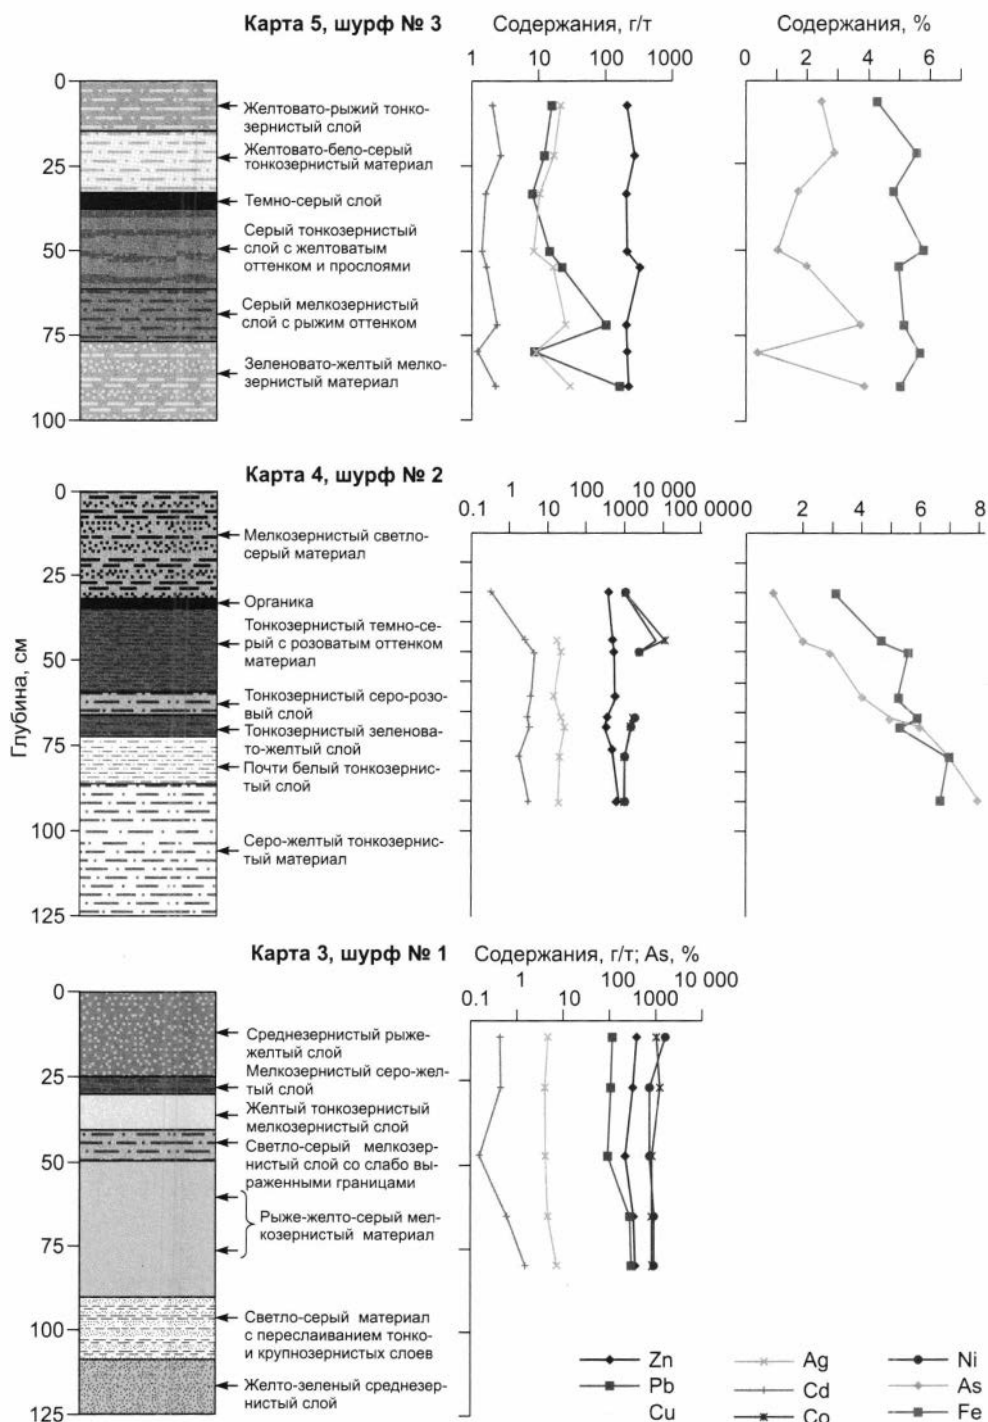 Карта 5, шурф № 3
Содержания, г/т
Содержания, %
1 10 100 1000
0 2 4 6
0
25
50
75
100
Желтовато-рыжий тонко-
зернистый слой
Желтовато-бело-серый
тонкозернистый материал
Темно-серый слой
Серый тонкозернистый
слой с желтоватым
оттенком и прослоями
Серый мелкозернистый
слой с рыжим оттенком
Зеленовато-желтый мелко-
зернистый материал
Карта 4, шурф № 2
1 100 10 000
0.1 10 1000 100 0000
0 2 4 6 8
Глубина, см
0
25
50
75
100
125
Мелкозернистый светло-
серый материал
Органика
Тонкозернистый темно-се-
рый с розоватым оттенком
материал
Тонкозернистый серо-розо-
вый слой
Тонкозернистый зеленова-
то-желтый слой
Почти белый тонкозернис-
тый слой
Серо-желтый тонкозернис-
тый материал
Карта 3, шурф № 1
Содержания, г/т; As, %
1 100 10 000
0.1 10 1000
0
25
50
75
100
125
Среднезернистый рыже-
желтый слой
Мелкозернистый серо-жел-
тый слой
Желтый тонкозернистый
мелкозернистый слой
Светло-серый мелкозер-
нистый слой со слабо вы-
раженными границами
Рыже-желто-серый мел-
козернистый материал
Светло-серый материал
с переслаиванием тонко-
и крупнозернистых слоев
Желто-зеленый среднезер-
нистый слой
Zn
Pb
Cu
Ag
Cd
Co
Ni
As
Fe